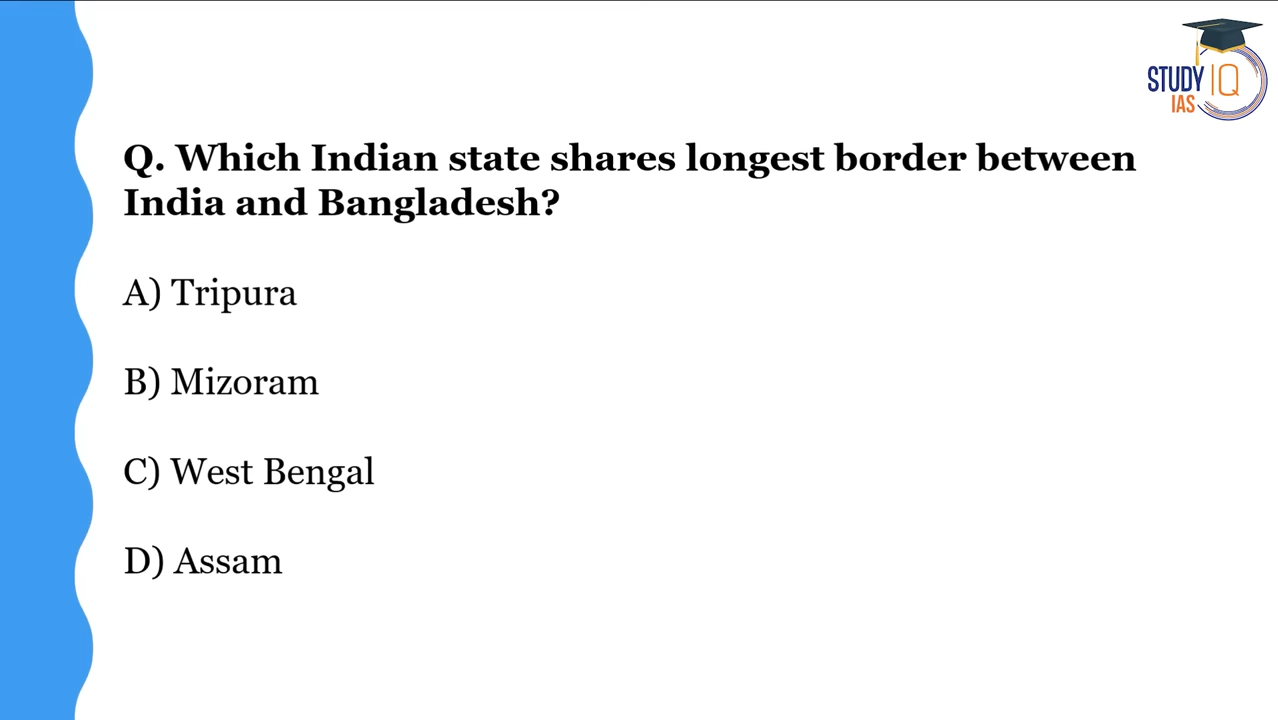 STUDY IQ
IAS
Q. Which Indian state shares longest border between
India and Bangladesh?
A) Tripura
B) Mizoram
C) West Bengal
D) Assam